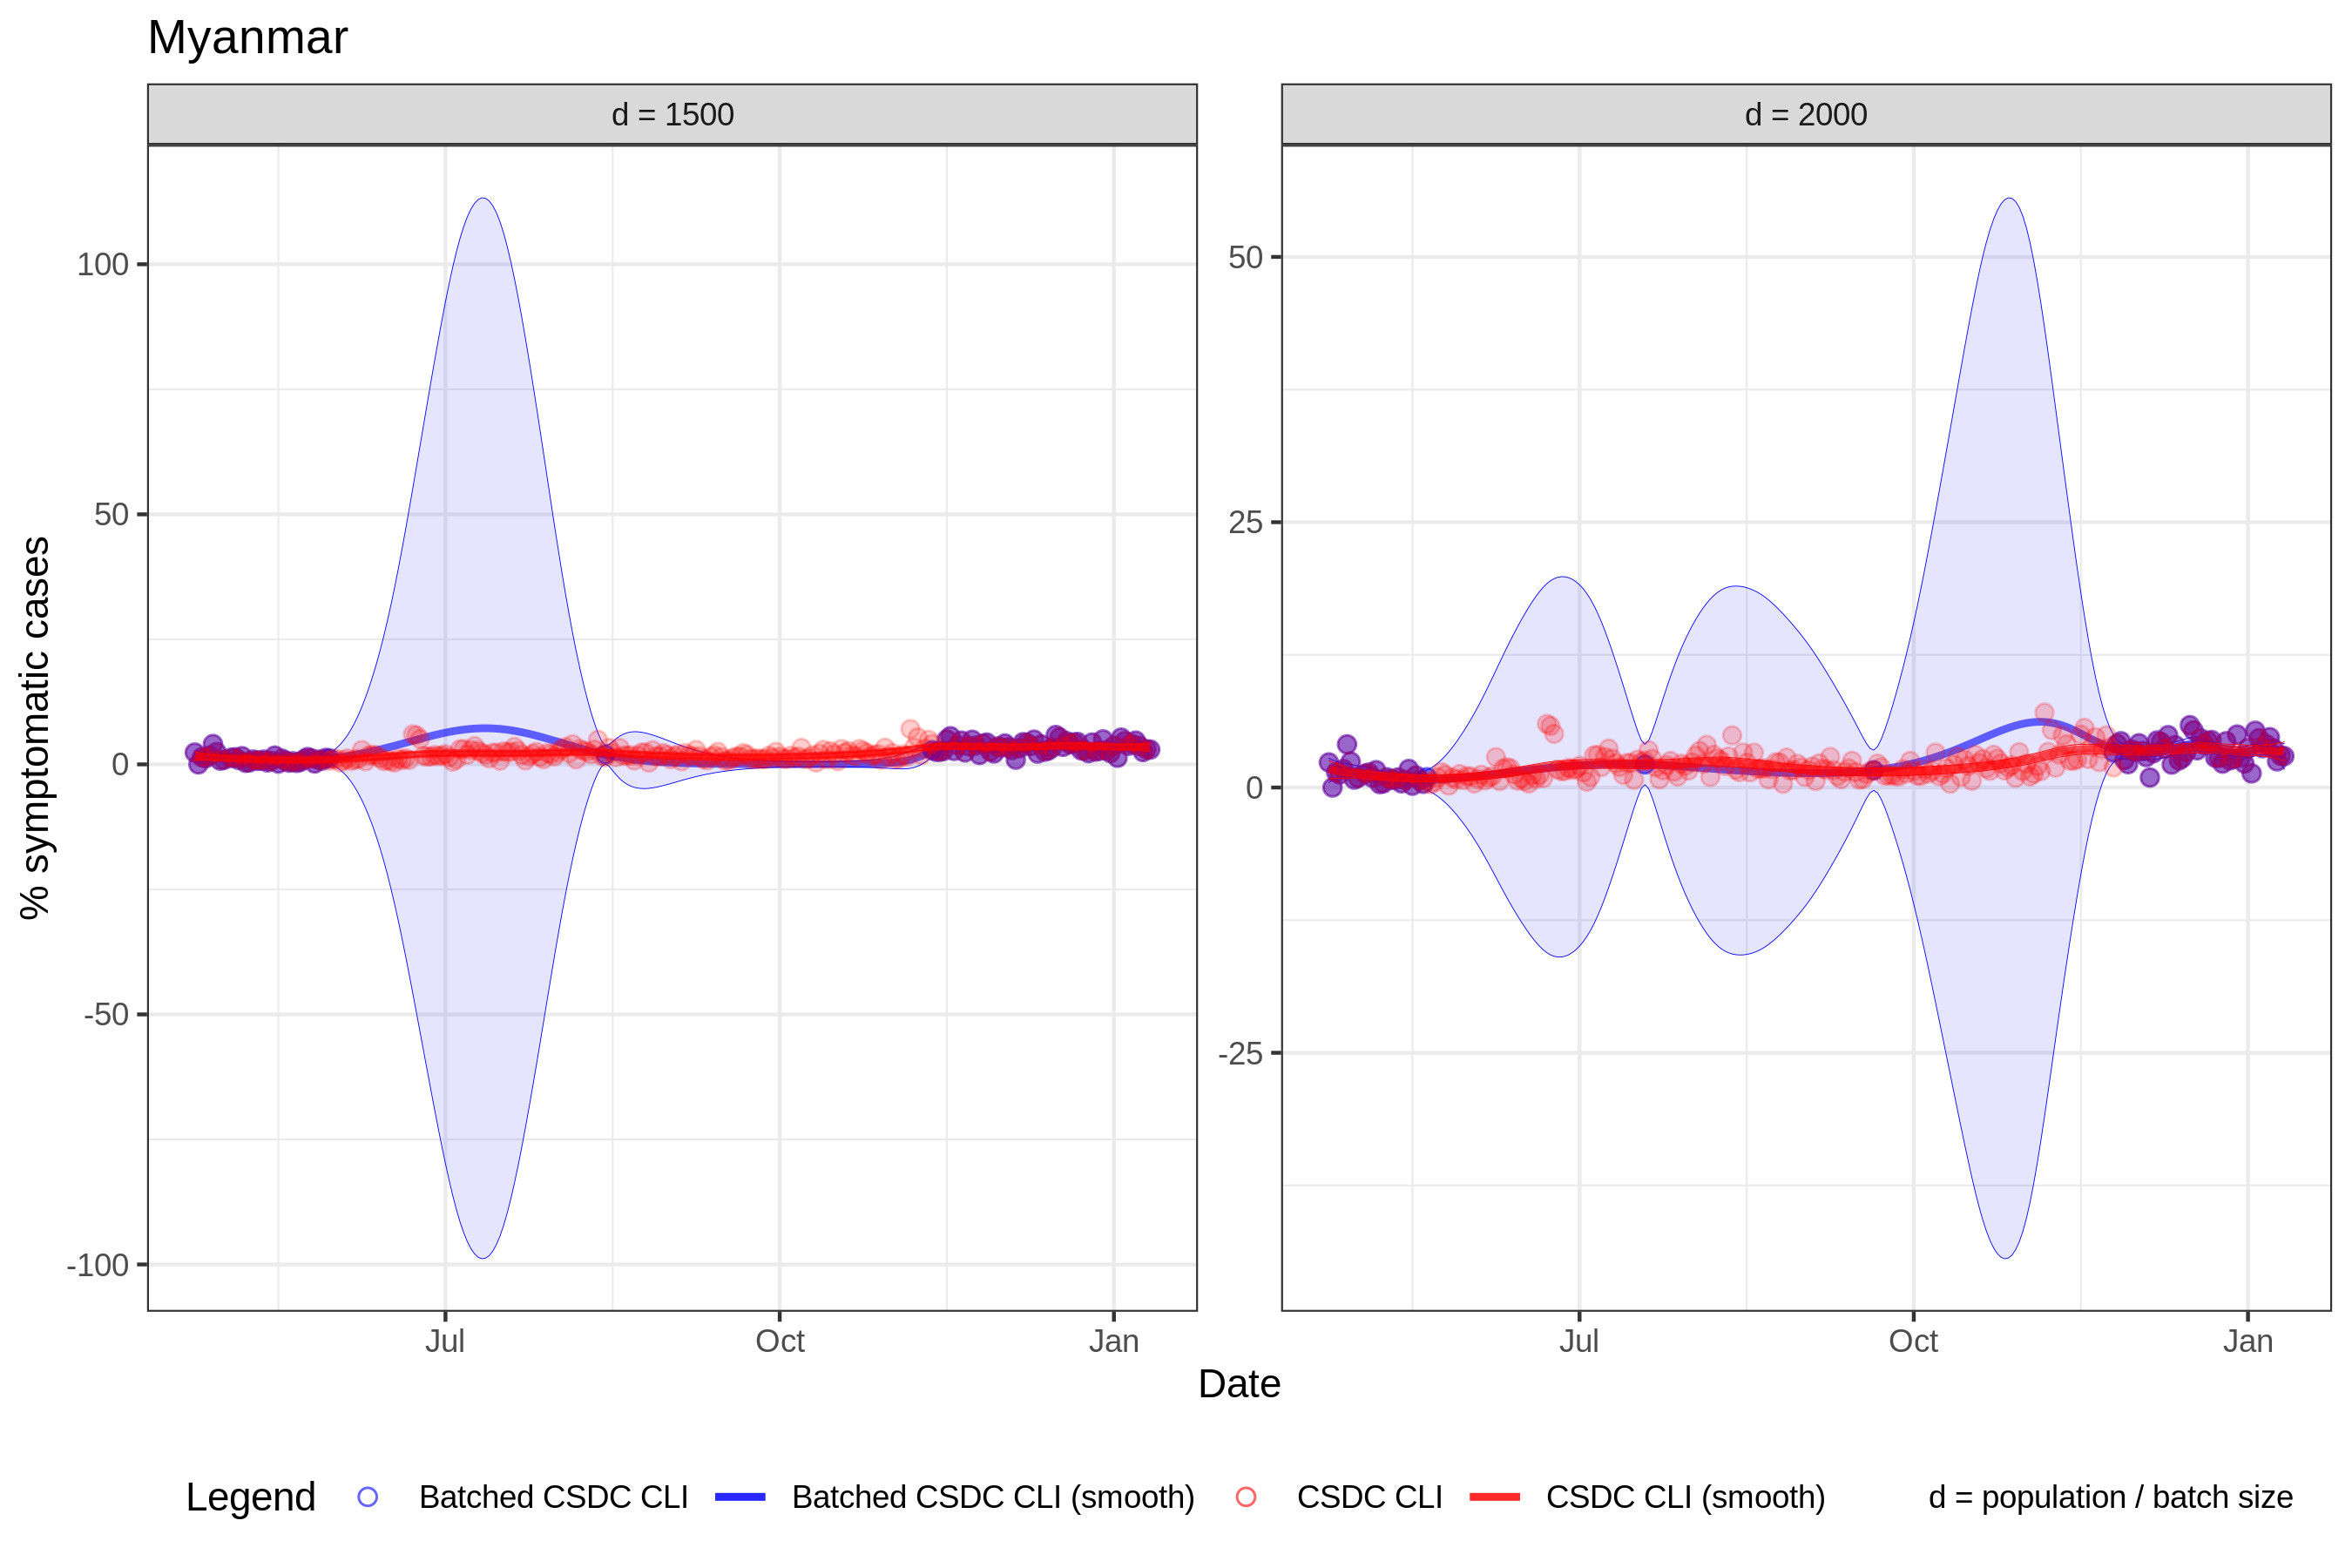 Myanmar
d = 1500
d = 2000
% symptomatic cases
100
50
0
-50
-100
50
25
0
-25
Jul
Oct
Jan
Jul
Oct
Jan
Date
Legend
Batched CSDC CLI
Batched CSDC CLI (smooth)
CSDC CLI
CSDC CLI (smooth)
d = population / batch size